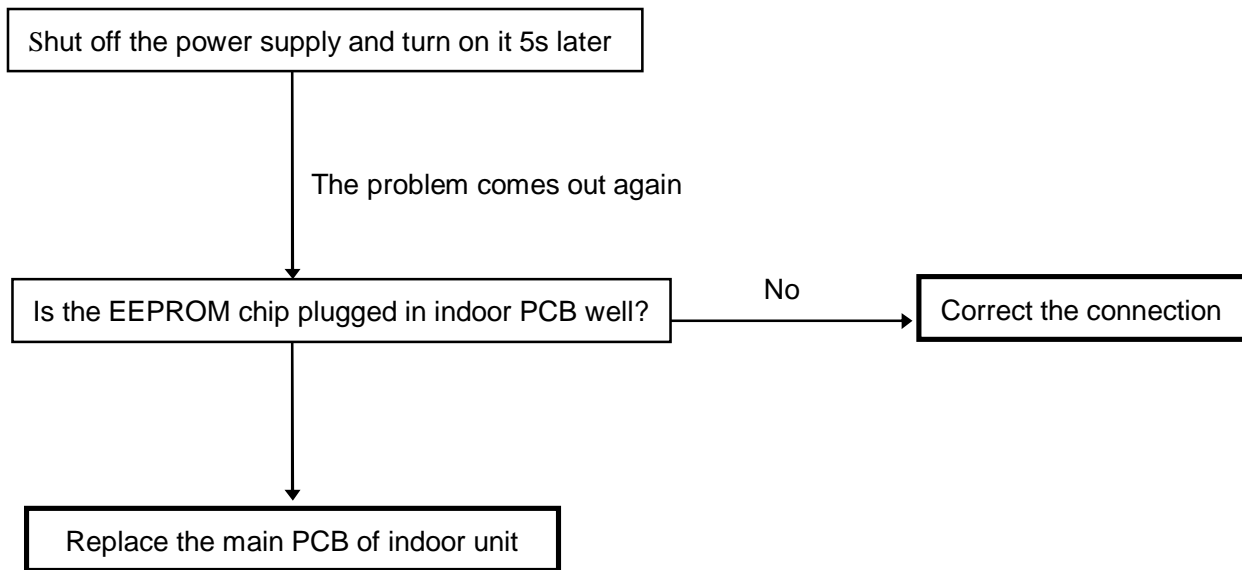 Shut off the power supply and turn on it 5s later
The problem comes out again
Is the EEPROM chip plugged in indoor PCB well?
No
Correct the connection
Replace the main PCB of indoor unit